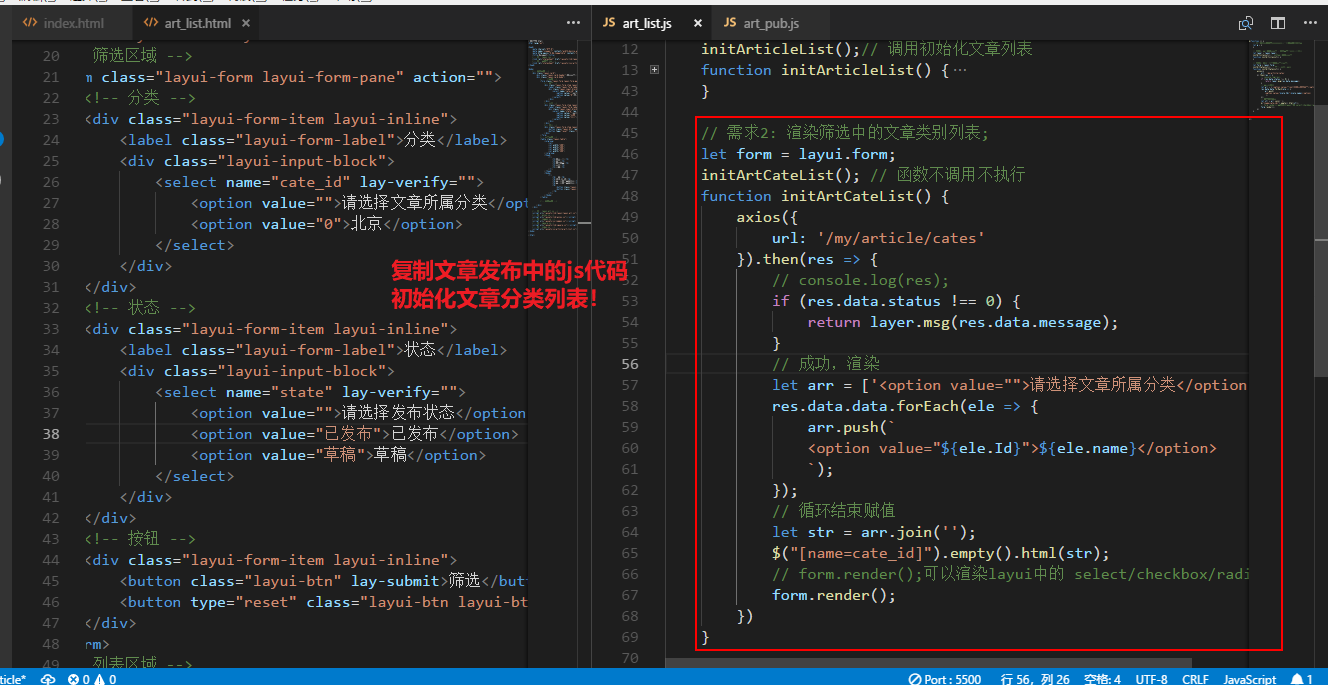 index.html
art_list.html
20 筛选区域 -->
21 m class="layui-form layui-form-pane" action="">
22 <!-- 分类 -->
23 <div class="layui-form-item layui-inline">
24 <label class="layui-form-label">分类</label>
25 <div class="layui-input-block">
26 <select name="cate_id" lay-verify="">
27 <option value="">请选择文章所属分类</opt
28 <option value="0">北京</option>
29 </select>
30 </div>
31 </div>
32 <!-- 状态 -->
33 <div class="layui-form-item layui-inline">
34 <label class="layui-form-label">状态</label>
35 <div class="layui-input-block">
36 <select name="state" lay-verify="">
37 <option value="">请选择发布状态</option
38 <option value="已发布">已发布</option>
39 <option value="草稿">草稿</option>
40 </select>
41 </div>
42 </div>
43 <!-- 按钮 -->
44 <div class="layui-form-item layui-inline">
45 <button class="layui-btn" lay-submit>筛选</but
46 <button type="reset" class="layui-btn layui-bt
47 </div>
48 rm>
49 列表区域 -->
复制文章发布中的js代码
初始化文章分类列表！
JS art_list.js
JS art_pub.js
12 initArticleList();// 调用初始化文章列表
13 function initArticleList() {…
43 }
44
45 // 需求2: 渲染筛选中的文章类别列表;
46 let form = layui.form;
47 initArtCateList(); // 函数不调用不执行
48 function initArtCateList() {
49 axios({
50 url: '/my/article/cates'
51 }).then(res => {
52 // console.log(res);
53 if (res.data.status !== 0) {
54 return layer.msg(res.data.message);
55 }
56 // 成功，渲染
57 let arr = ['<option value="">请选择文章所属分类</option
58 res.data.data.forEach(ele => {
59 arr.push(`
60 <option value="${ele.Id}">${ele.name}</option>
61 `);
62 });
63 // 循环结束赋值
64 let str = arr.join('');
65 $("[name=cate_id]").empty().html(str);
66 // form.render();可以渲染layui中的 select/checkbox/radi
67 form.render();
68 })
69 }
70
ticle* 0 0 Port : 5500 行 56，列 26 空格: 4 UTF-8 CRLF JavaScript 1